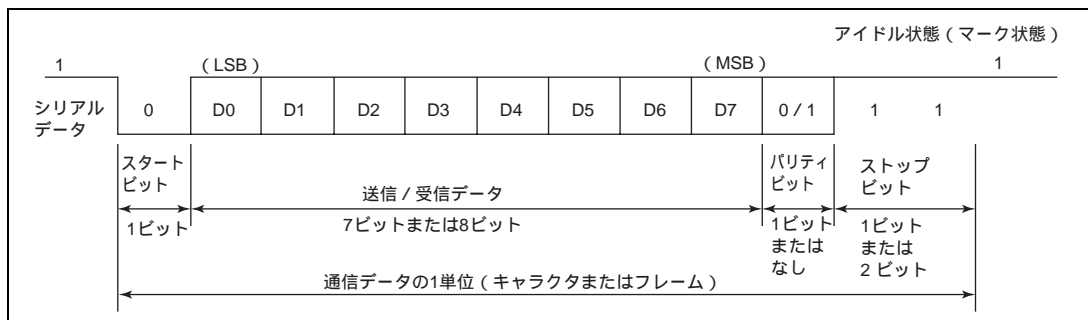 アイドル状態(マーク状態)
1 (LSB) (MSB) 1
シリアル
データ
0 D0 D1 D2 D3 D4 D5 D6 D7 0 / 1 1 1
スタート
ビット
1ビット
送信 / 受信データ
7ビットまたは8ビット
パリティ
ビット
1ビット
または
なし
ストップ
ビット
1ビット
または
2 ビット
通信データの1単位(キャラクタまたはフレーム)